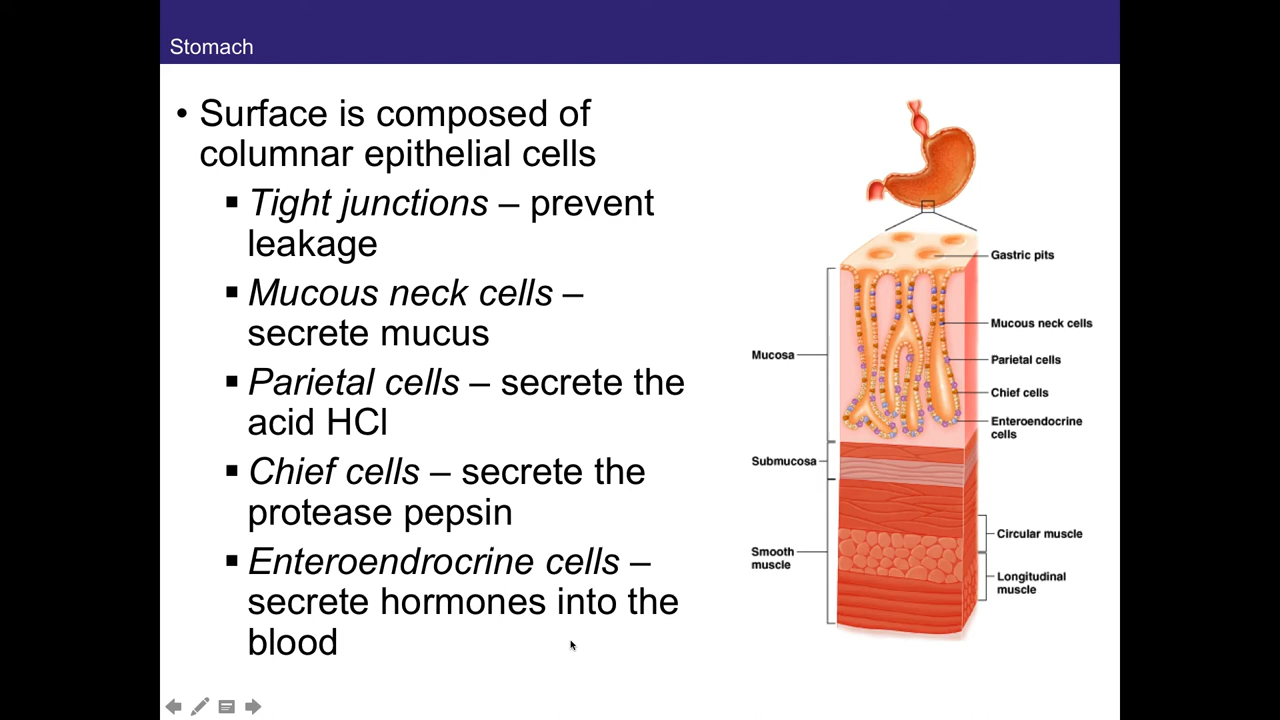 Stomach
• Surface is composed of
columnar epithelial cells
▪ Tight junctions – prevent
leakage
▪ Mucous neck cells –
secrete mucus
▪ Parietal cells – secrete the
acid HCl
▪ Chief cells – secrete the
protease pepsin
▪ Enteroendrocrine cells –
secrete hormones into the
blood
Gastric pits
Mucous neck cells
Parietal cells
Chief cells
Enteroendocrine
cells
Mucosa
Submucosa
Smooth
muscle
Circular muscle
Longitudinal
muscle